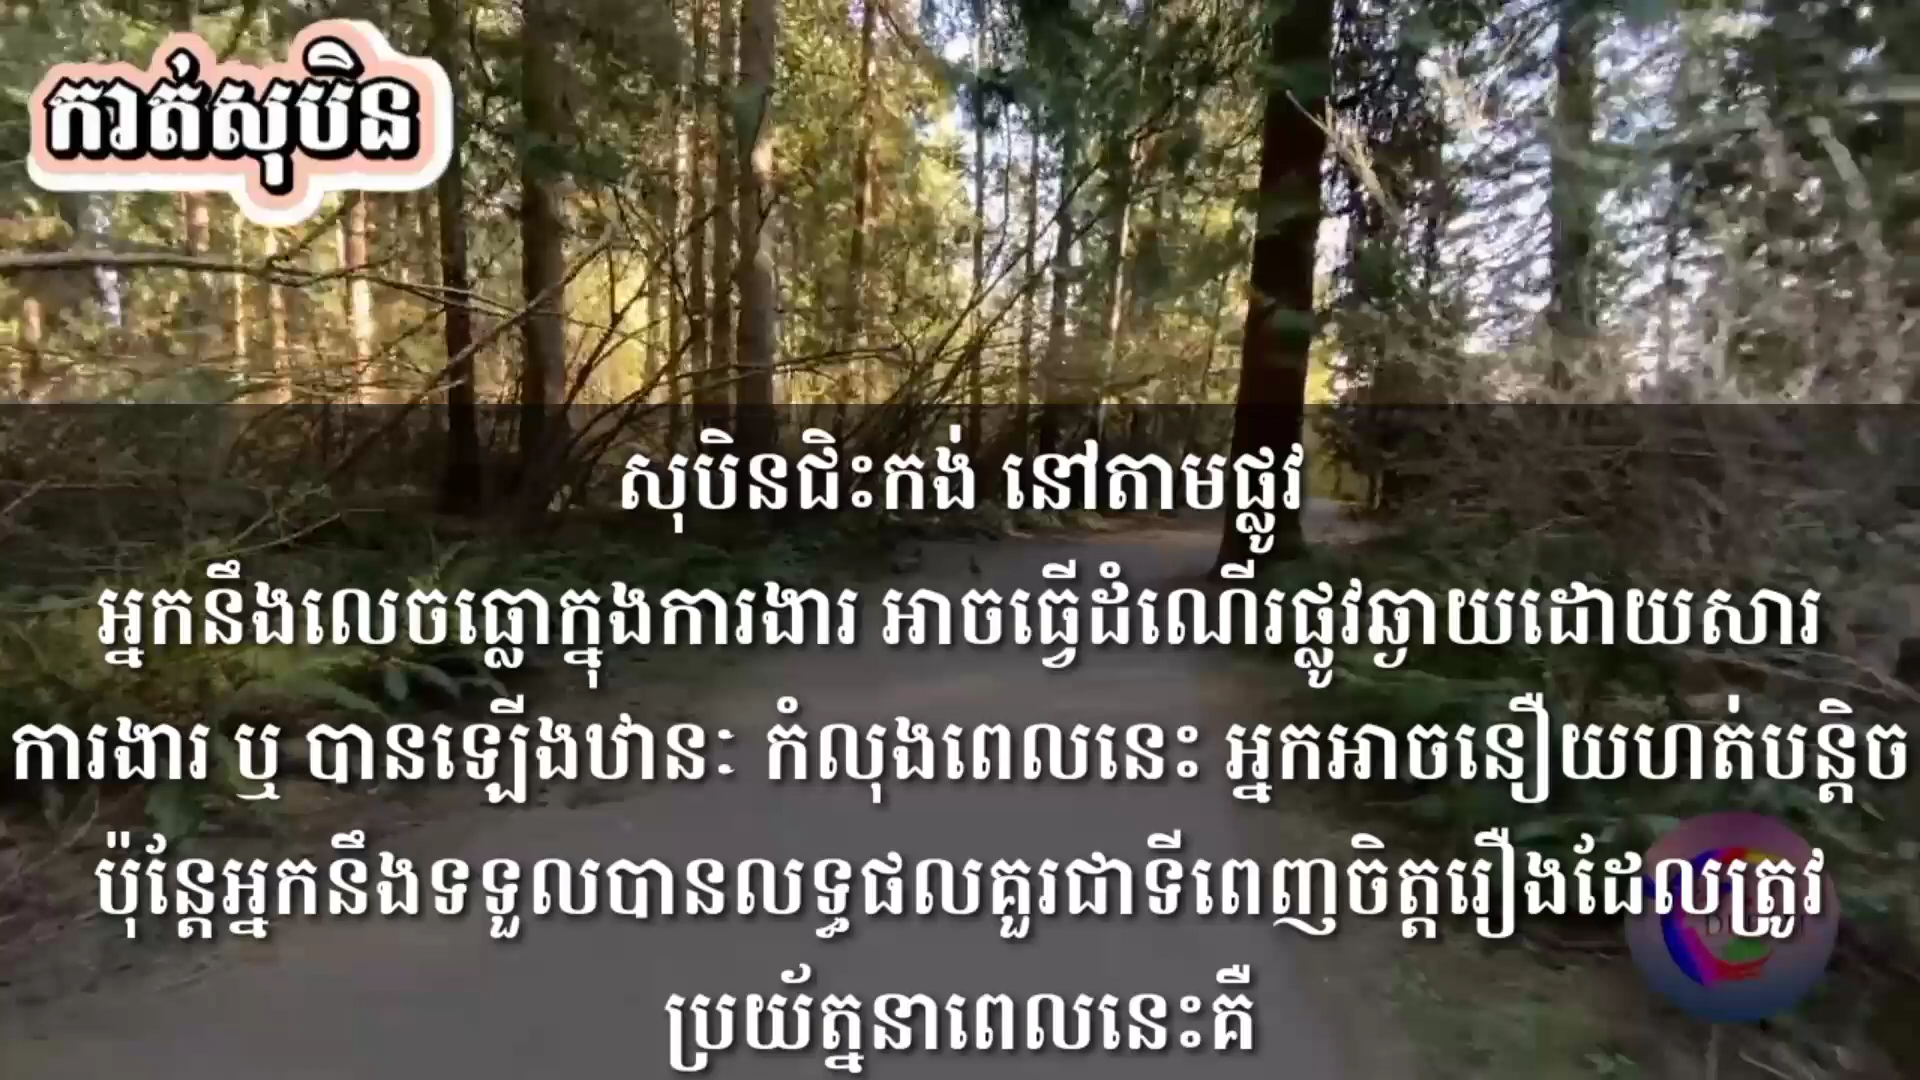 កាត់សុបិន
សុបិនជិះកង់ នៅតាមផ្លូវ
អ្នកនឹងលេចធ្លោក្នុងការងារ អាចធ្វើដំណើរផ្លូវឆ្ងាយដោយសារ
ការងារ ឬ បានឡើងឋានៈ កំលុងពេលនេះ អ្នកអាចនឿយហត់បន្តិច
ប៉ុន្តែអ្នកនឹងទទួលបានលទ្ធផលគួរជាទីពេញចិត្តរឿងដែលត្រូវ
ប្រយ័ត្ននាពេលនេះគឺ